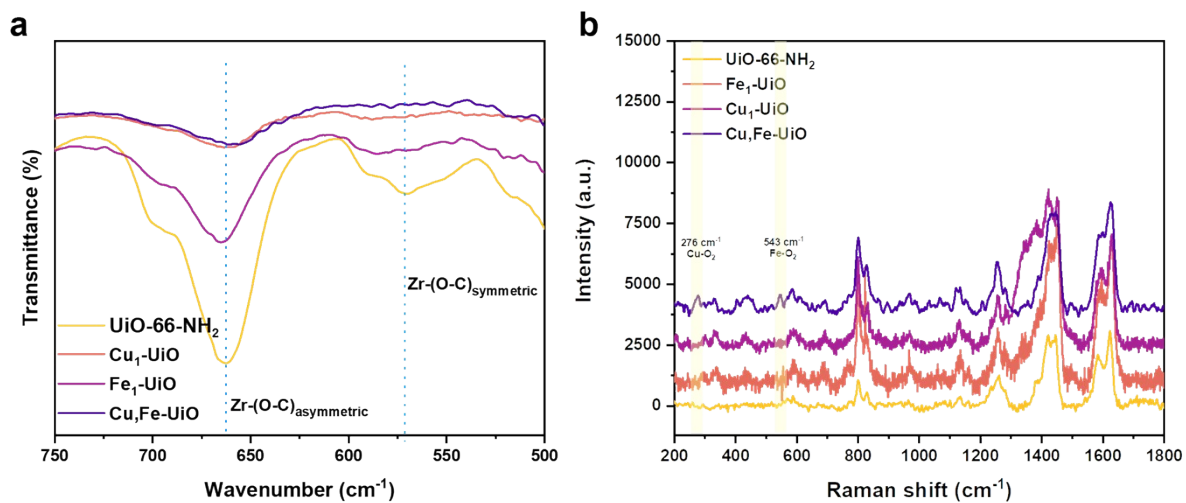 a
Transmittance (%)
Zr-(O-C)symmetric
Zr-(O-C)asymmetric
UiO-66-NH2
Cu1-UiO
Fe1-UiO
Cu,Fe-UiO
750
700
650
600
550
500
Wavenumber (cm-1)
b
Intensity (a.u.)
15000
12500
10000
7500
5000
2500
0
UiO-66-NH2
Fe1-UiO
Cu1-UiO
Cu,Fe-UiO
276 cm-1
Cu-O2
543 cm-1
Fe-O2
200
400
600
800
1000
1200
1400
1600
1800
Raman shift (cm-1)